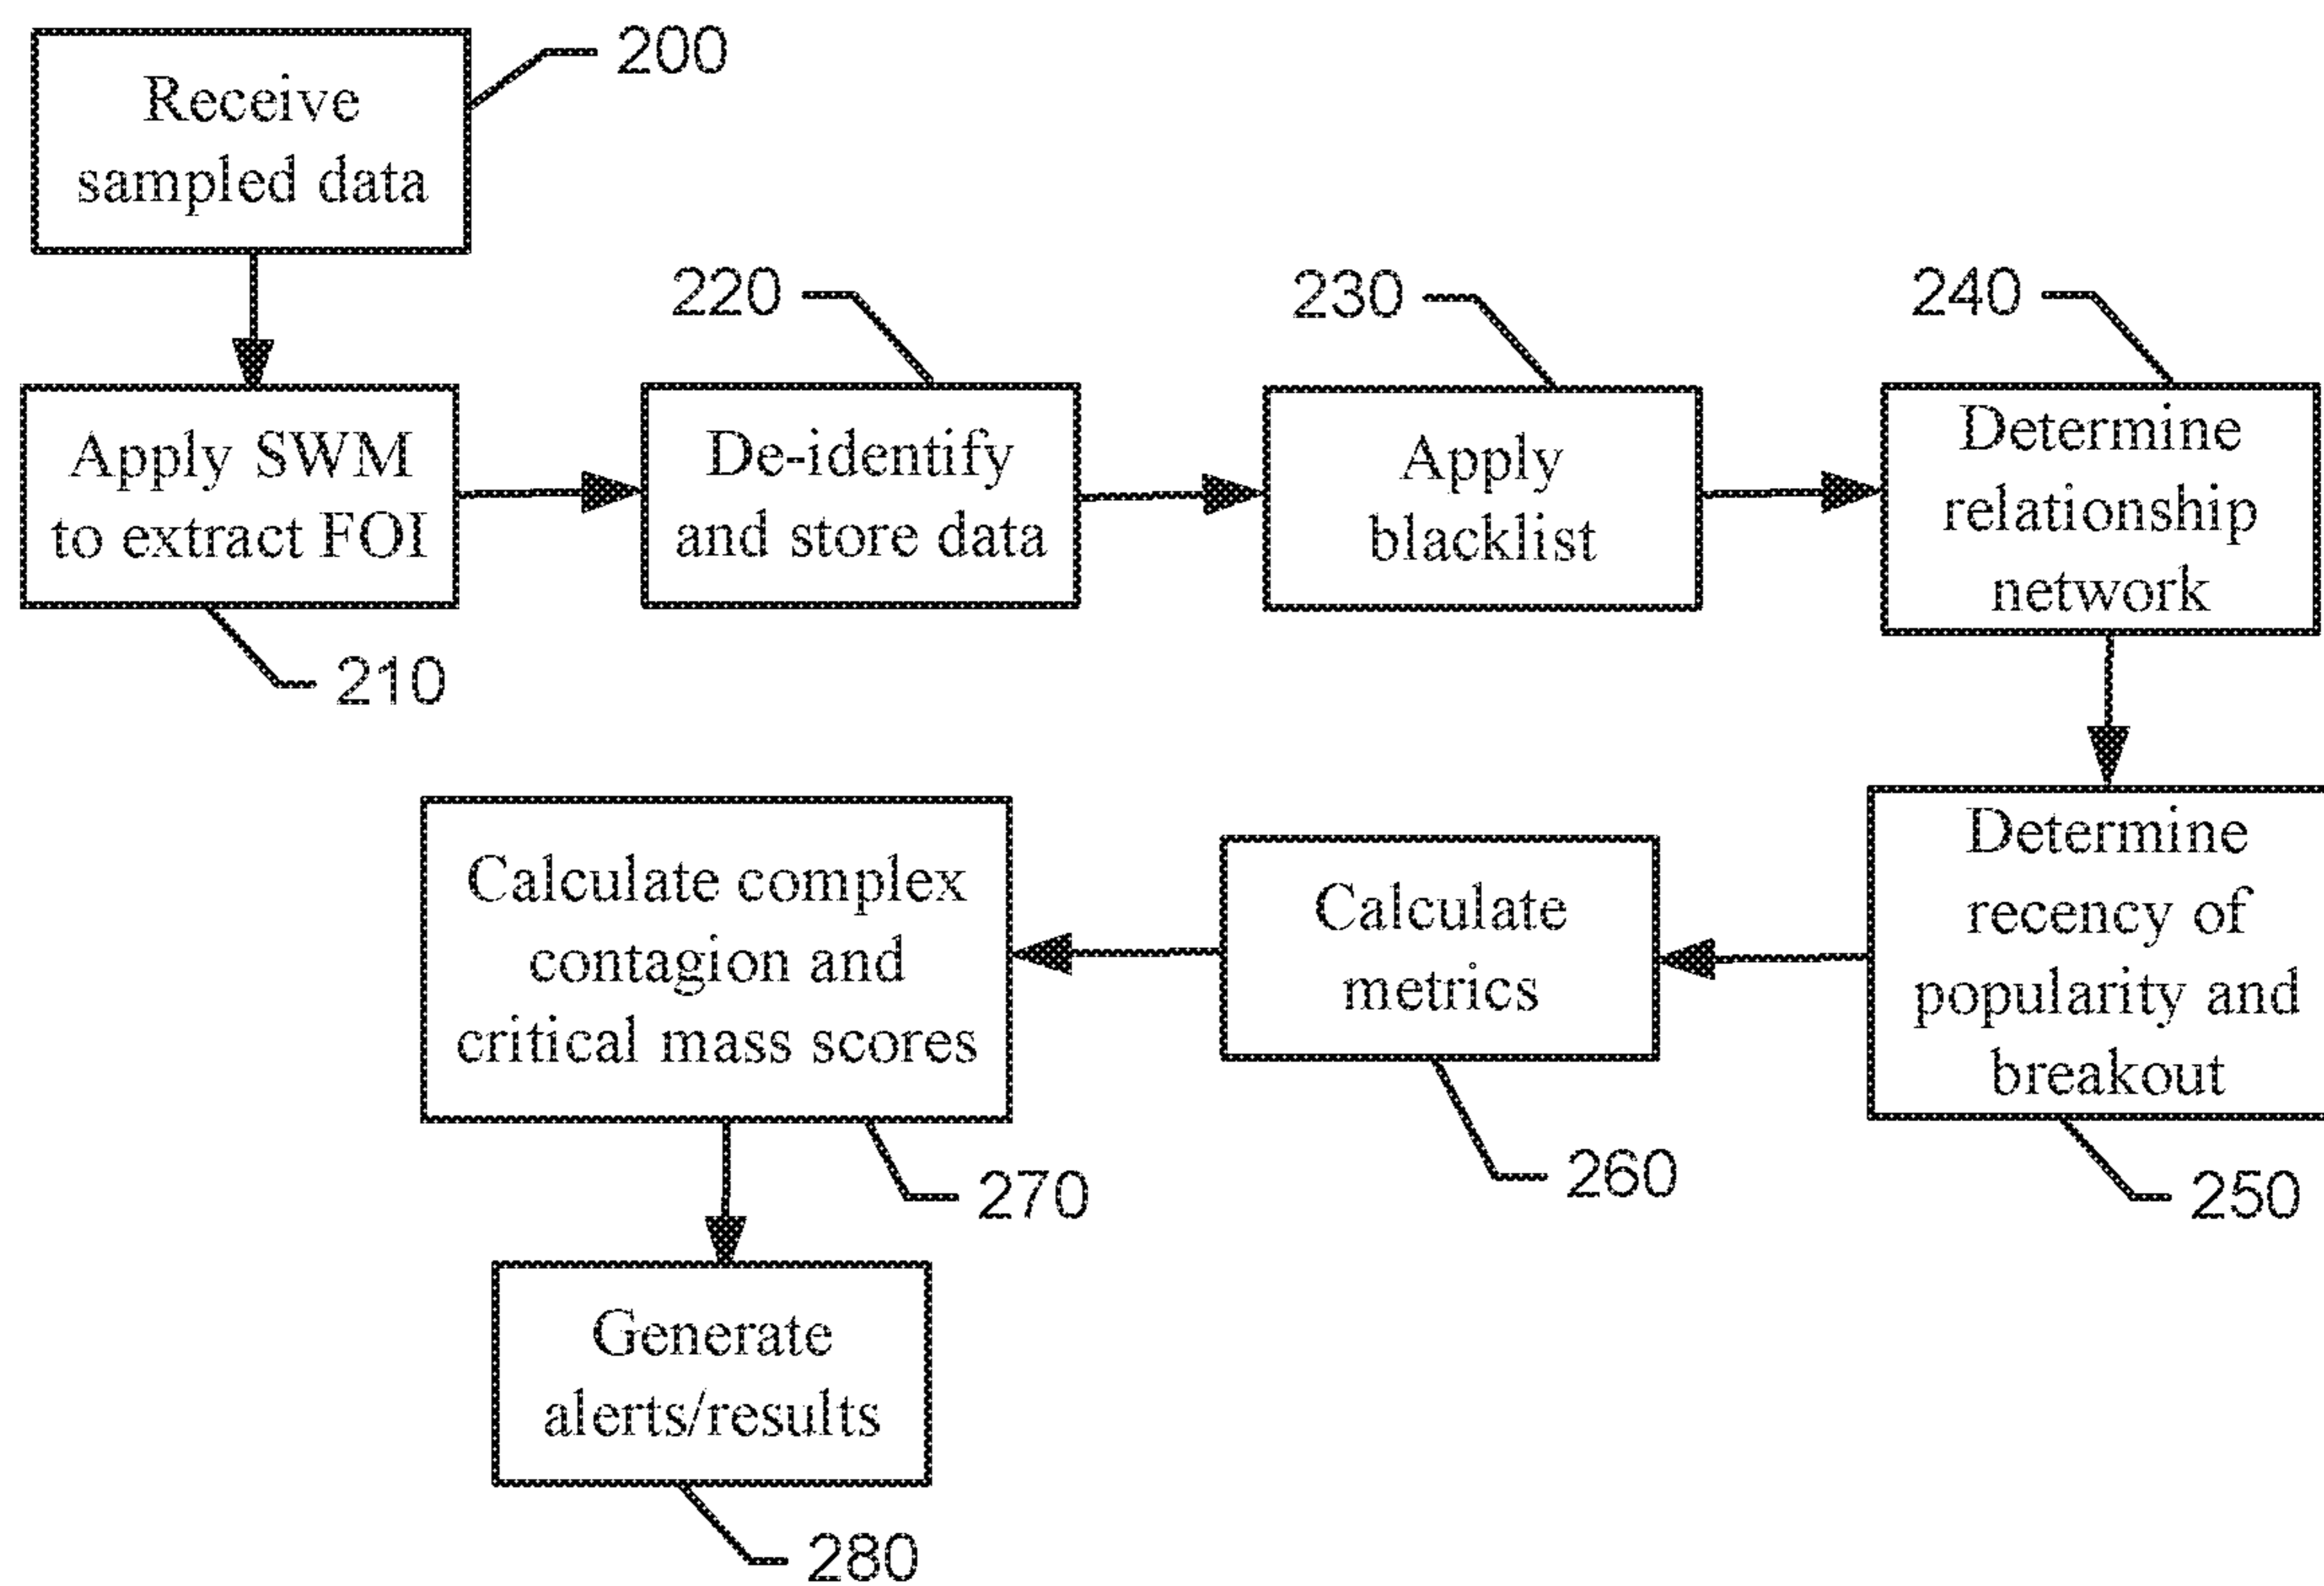 Receive
sampled data
200
Apply SWM
to extract FOI
210
220
De-identify
and store data
230
Apply
blacklist
240
Determine
relationship
network
Determine
recency of
popularity and
breakout
250
Calculate
metrics
260
Calculate complex
contagion and
critical mass scores
270
Generate
alerts/results
280